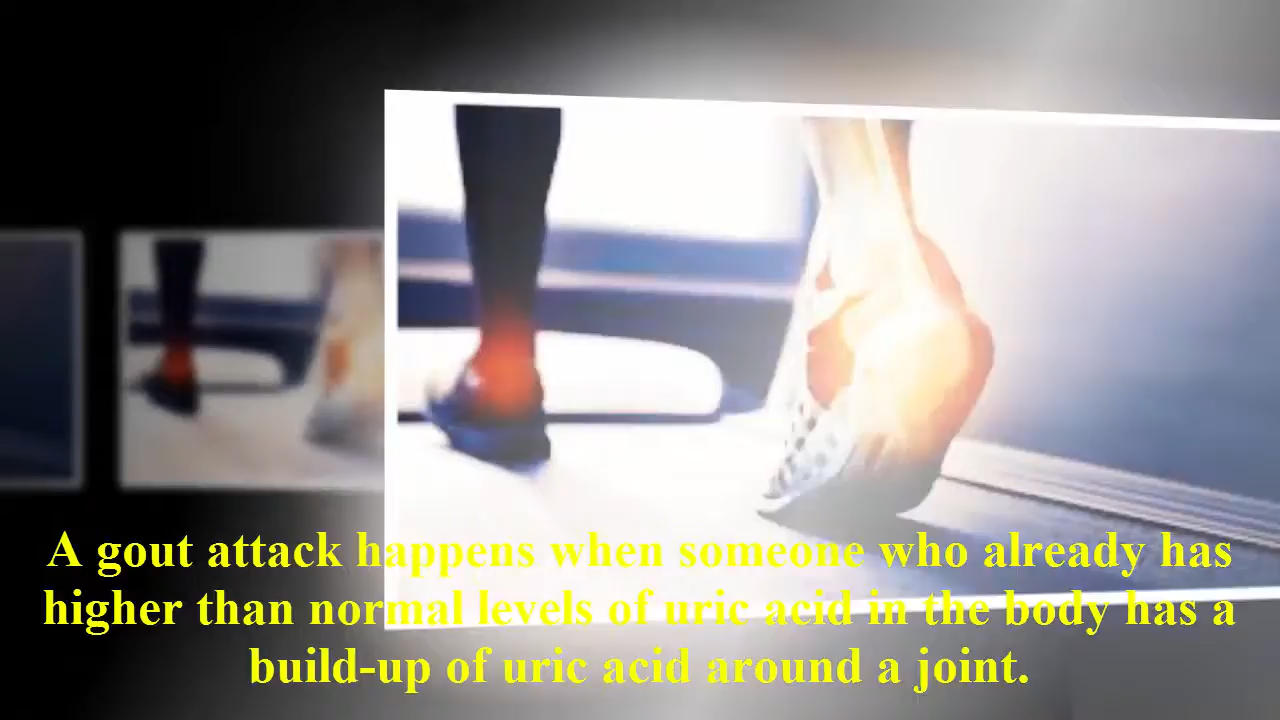 A gout attack happens when someone who already has
higher than normal levels of uric acid in the body has a
build-up of uric acid around a joint.